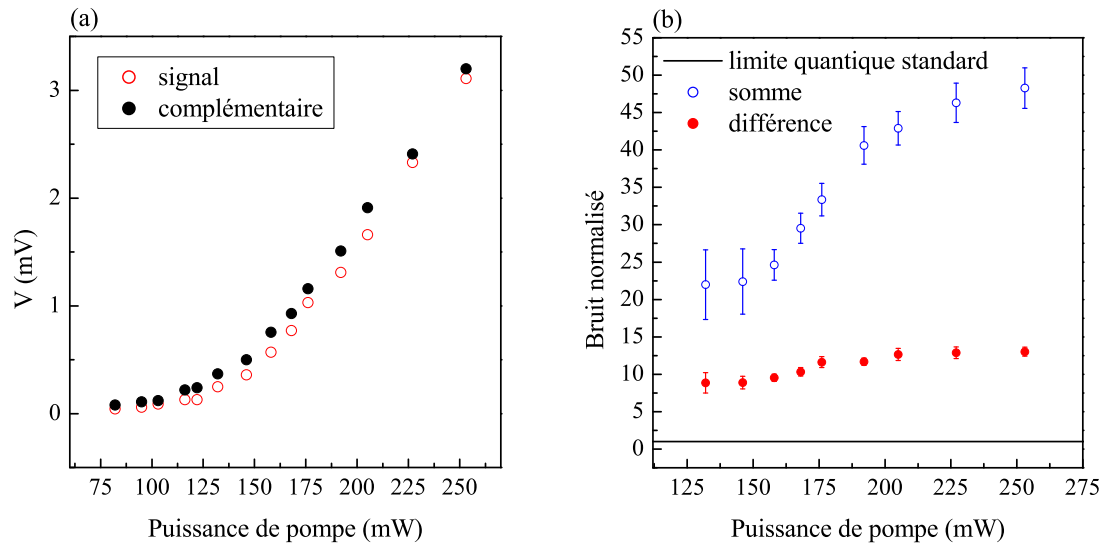 (a)
signal
complémentaire
3
2
1
0
V (mV)
75 100 125 150 175 200 225 250
Puissance de pompe (mW)
(b)
limite quantique standard
somme
différence
55
50
45
40
35
30
25
20
15
10
5
0
Bruit normalisé
125 150 175 200 225 250 275
Puissance de pompe (mW)